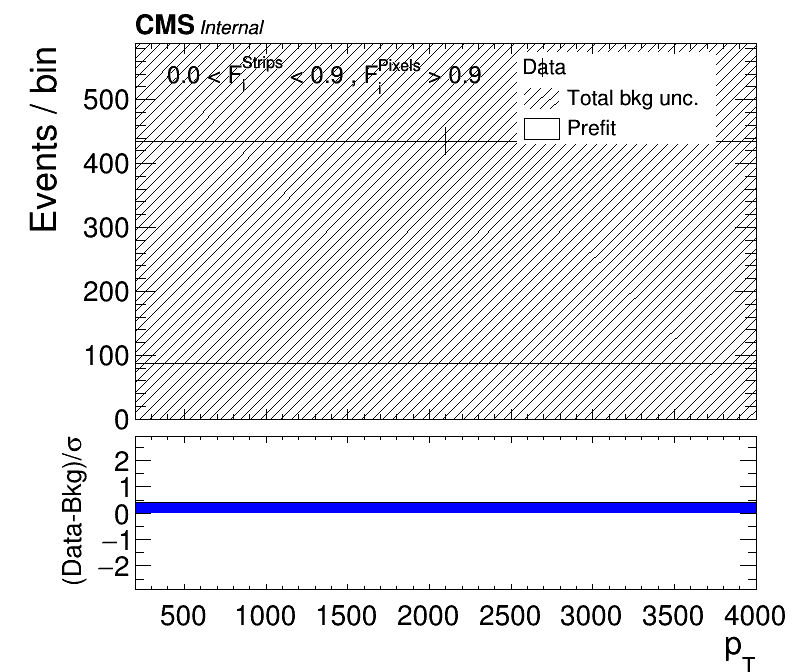 CMS Internal
0.0 < F_i^Strips < 0.9 , F_i^Pixels > 0.9
Data
Total bkg unc.
Prefit
Events / bin
500
400
300
200
100
0
(Data-Bkg)/σ
2
1
0
−1
−2
500 1000 1500 2000 2500 3000 3500 4000
p_T